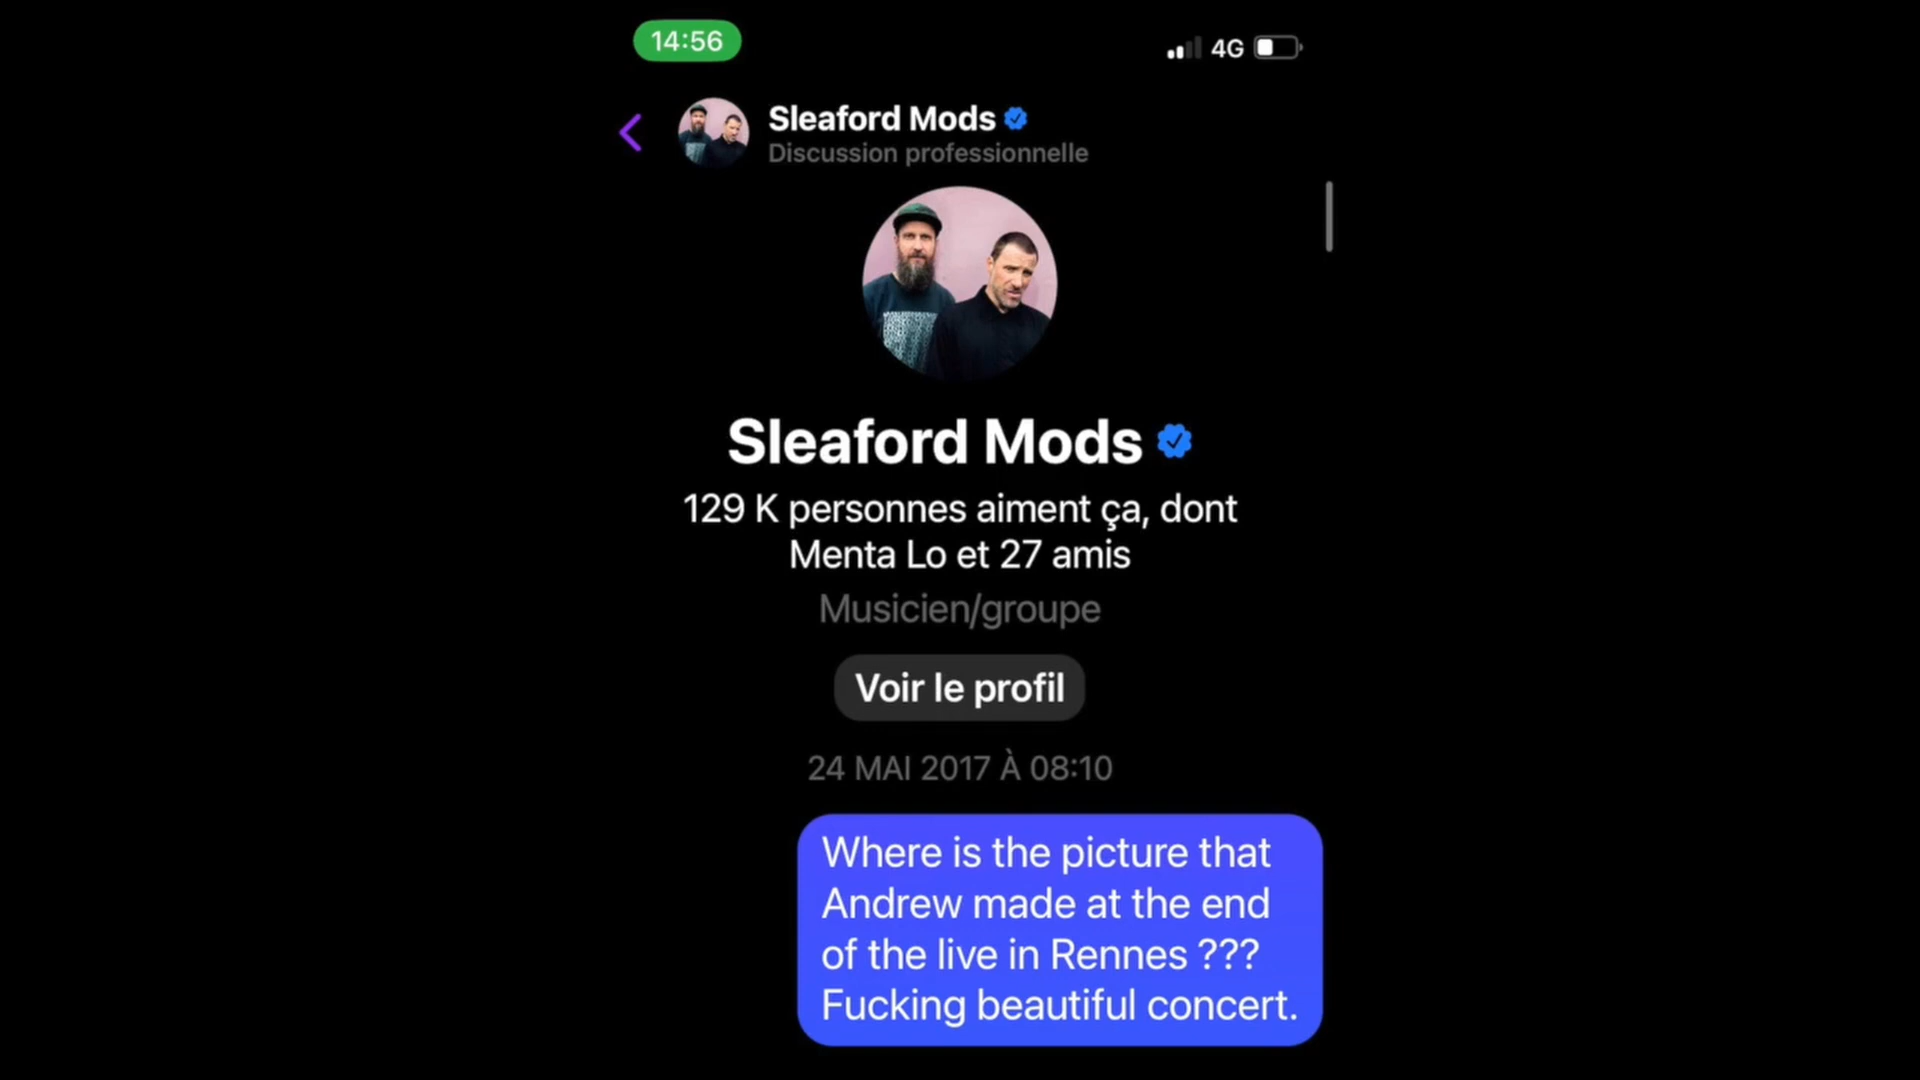 14:56
4G
Sleaford Mods
Discussion professionnelle
Sleaford Mods
129 K personnes aiment ça, dont
Menta Lo et 27 amis
Musicien/groupe
Voir le profil
24 MAI 2017 À 08:10
Where is the picture that
Andrew made at the end
of the live in Rennes ???
Fucking beautiful concert.